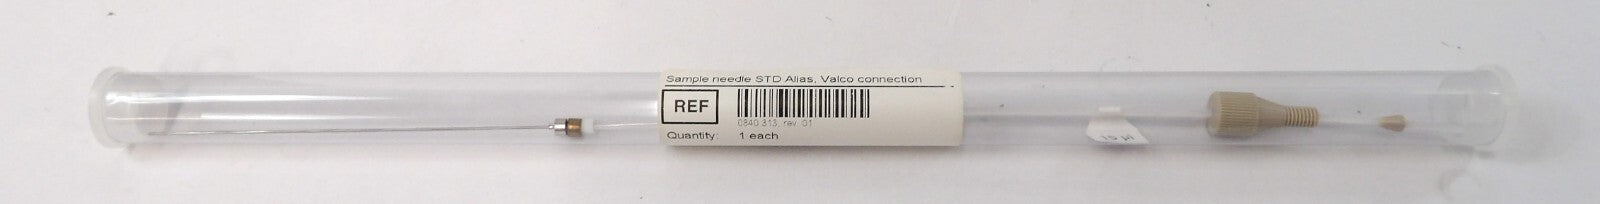 Sample needle STD Alias, Valco connection
REF
0840.313, rev. 01
Quantity: 1 each